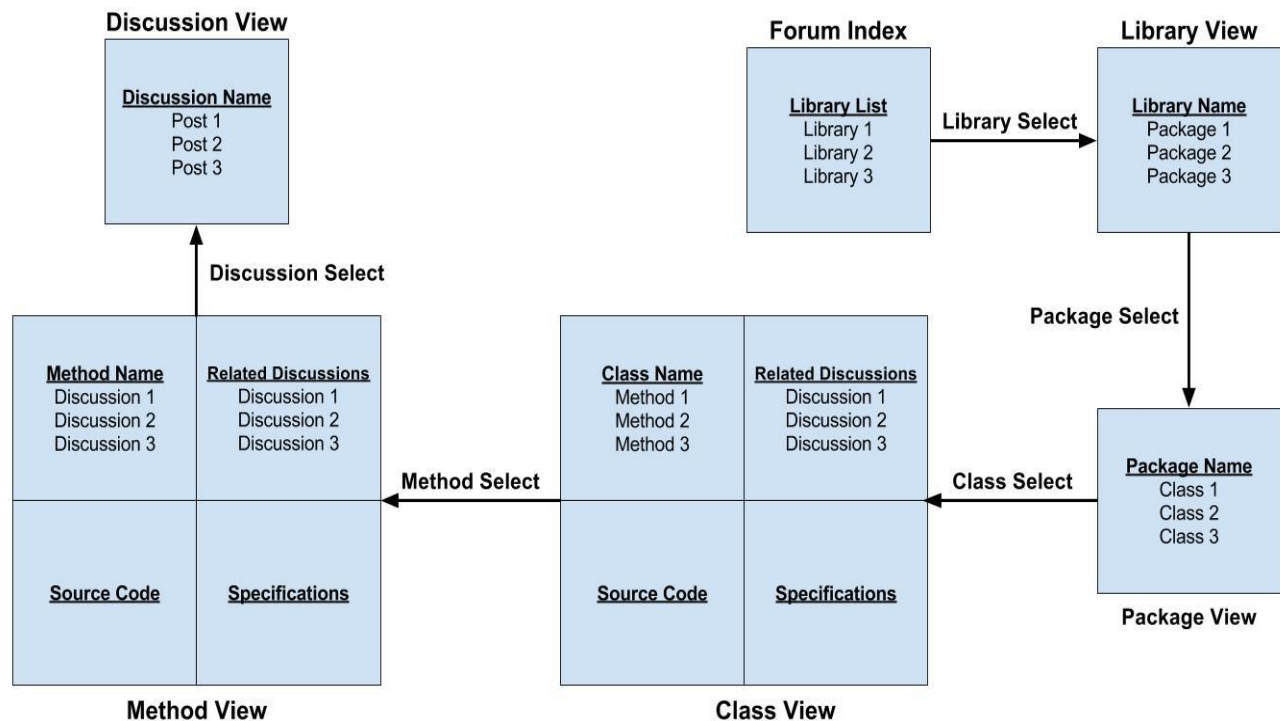 Discussion View
Discussion Name
Post 1
Post 2
Post 3
Forum Index
Library List
Library 1
Library 2
Library 3
Library Select
Library View
Library Name
Package 1
Package 2
Package 3
Package Select
Package Name
Class 1
Class 2
Class 3
Package View
Class Select
Class Name
Method 1
Method 2
Method 3
Related Discussions
Discussion 1
Discussion 2
Discussion 3
Source Code
Specifications
Class View
Method Select
Method Name
Discussion 1
Discussion 2
Discussion 3
Related Discussions
Discussion 1
Discussion 2
Discussion 3
Source Code
Specifications
Method View
Discussion Select